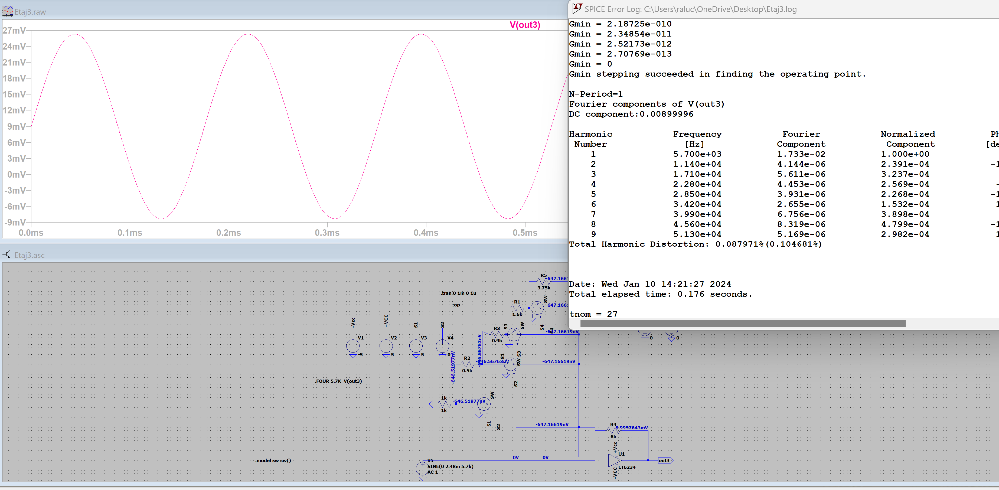 Etaj3.raw
V(out3)
27mV
24mV
21mV
18mV
15mV
12mV
9mV
6mV
3mV
0mV
-3mV
-6mV
-9mV
0.0ms
0.1ms
0.2ms
0.3ms
0.4ms
0.5ms
SPICE Error Log: C:\Users\raluc\OneDrive\Desktop\Etaj3.log
Gmin = 2.18725e-010
Gmin = 2.34854e-011
Gmin = 2.52173e-012
Gmin = 2.70769e-013
Gmin = 0
Gmin stepping succeeded in finding the operating point.
N-Period=1
Fourier components of V(out3)
DC component:0.00899996
Harmonic Frequency Fourier Normalized Ph
Number [Hz] Component Component [de
1 5.700e+03 1.733e-02 1.000e+00
2 1.140e+04 4.144e-06 2.391e-04 -1
3 1.710e+04 5.611e-06 3.237e-04
4 2.280e+04 4.453e-06 2.569e-04 -
5 2.850e+04 3.931e-06 2.268e-04 -1
6 3.420e+04 2.655e-06 1.532e-04 1
7 3.990e+04 6.756e-06 3.898e-04
8 4.560e+04 8.319e-06 4.799e-04 -1
9 5.130e+04 5.169e-06 2.982e-04 1
Total Harmonic Distortion: 0.087971%(0.104681%)
Date: Wed Jan 10 14:21:27 2024
Total elapsed time: 0.176 seconds.
tnom = 27
Etaj3.asc
R5
-647.1661
3.75k
.tran 0 1m 0 1u
;op
R1
1.6k
SW
-647.1661
S4
S4
-Vcc
+VCC
S1
S2
V1
-5
V2
5
V3
5
V4
0
R3
0.9k
S3
SW
-647.16619nV
S3
0
0
-646.56763nV
R2
0.5k
-646.56763nV
S1
SW
-647.16619nV
S2
-646.51977nV
.FOUR 5.7K V(out3)
1k
1k
-646.51977nV
SW
S1
S2
-647.16619nV
R4
8.9957643mV
6k
.model sw sw()
V5
SINE(0 2.48m 5.7k)
AC 1
0V
0V
+Vcc
U1
LT6234
-VCC
out3